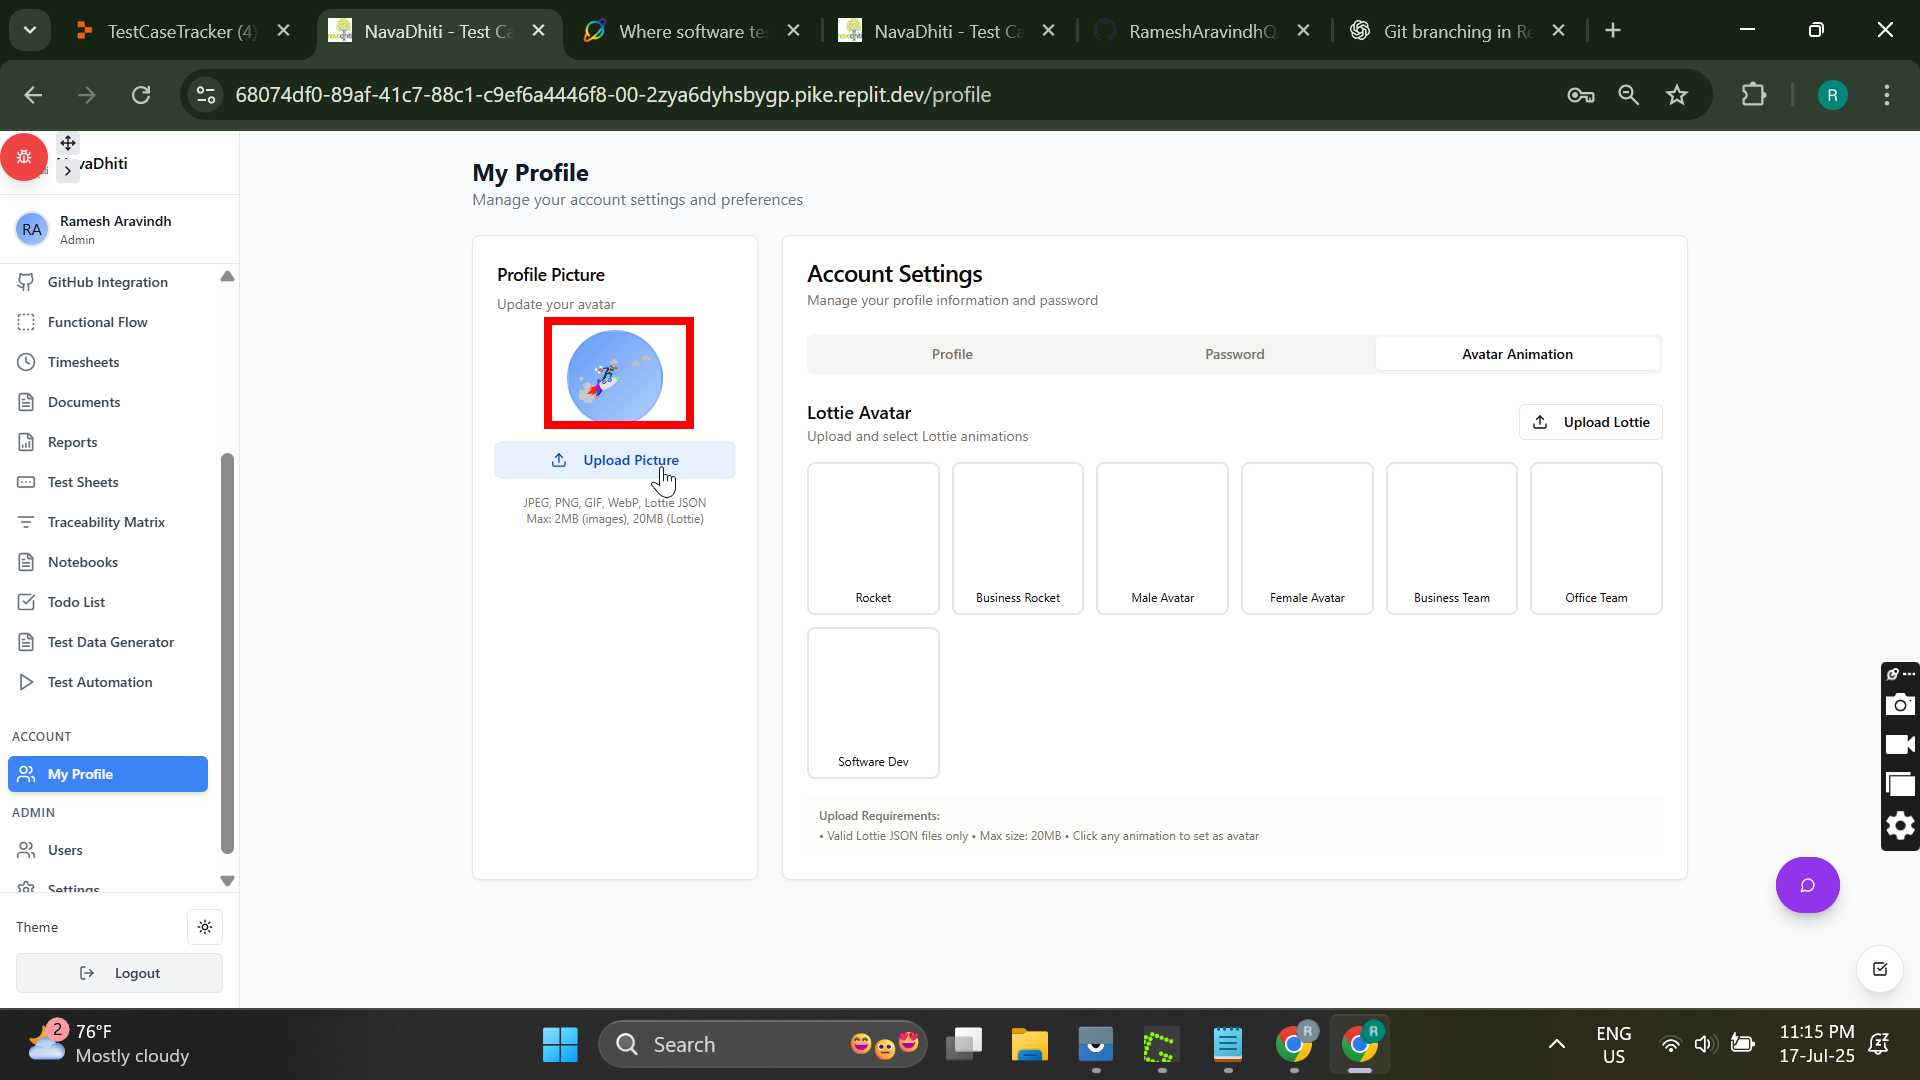 TestCaseTracker (4)
NavaDhiti - Test Ca
Where software te
NavaDhiti - Test Ca
RameshAravindhQ
Git branching in Re
68074df0-89af-41c7-88c1-c9ef6a4446f8-00-2zya6dyhsbygp.pike.replit.dev/profile
R
vaDhiti
RA
Ramesh Aravindh
Admin
GitHub Integration
Functional Flow
Timesheets
Documents
Reports
Test Sheets
Traceability Matrix
Notebooks
Todo List
Test Data Generator
Test Automation
ACCOUNT
My Profile
ADMIN
Users
Settings
Theme
Logout
My Profile
Manage your account settings and preferences
Profile Picture
Update your avatar
Upload Picture
JPEG, PNG, GIF, WebP, Lottie JSON
Max: 2MB (images), 20MB (Lottie)
Account Settings
Manage your profile information and password
Profile
Password
Avatar Animation
Lottie Avatar
Upload and select Lottie animations
Upload Lottie
Rocket
Business Rocket
Male Avatar
Female Avatar
Business Team
Office Team
Software Dev
Upload Requirements:
• Valid Lottie JSON files only • Max size: 20MB • Click any animation to set as avatar
2
76°F
Mostly cloudy
Search
R
R
ENG
US
11:15 PM
17-Jul-25